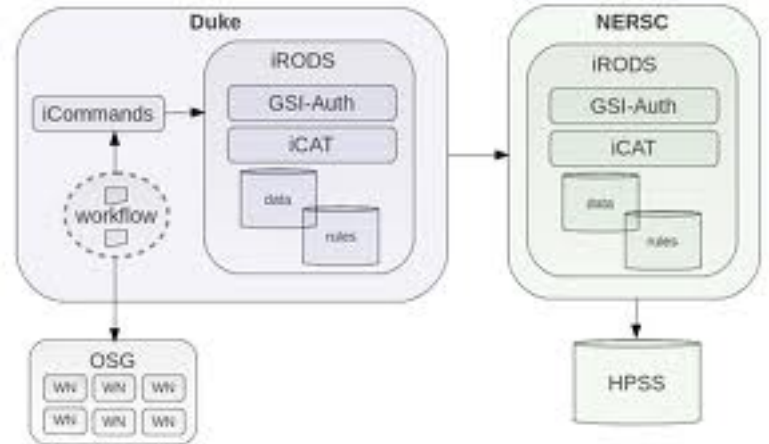 Duke
iRODS
GSI-Auth
iCommands
iCAT
data
workflow
rules
NERSC
iRODS
GSI-Auth
iCAT
data
rules
OSG
WN WN WN
WN WN WN
HPSS